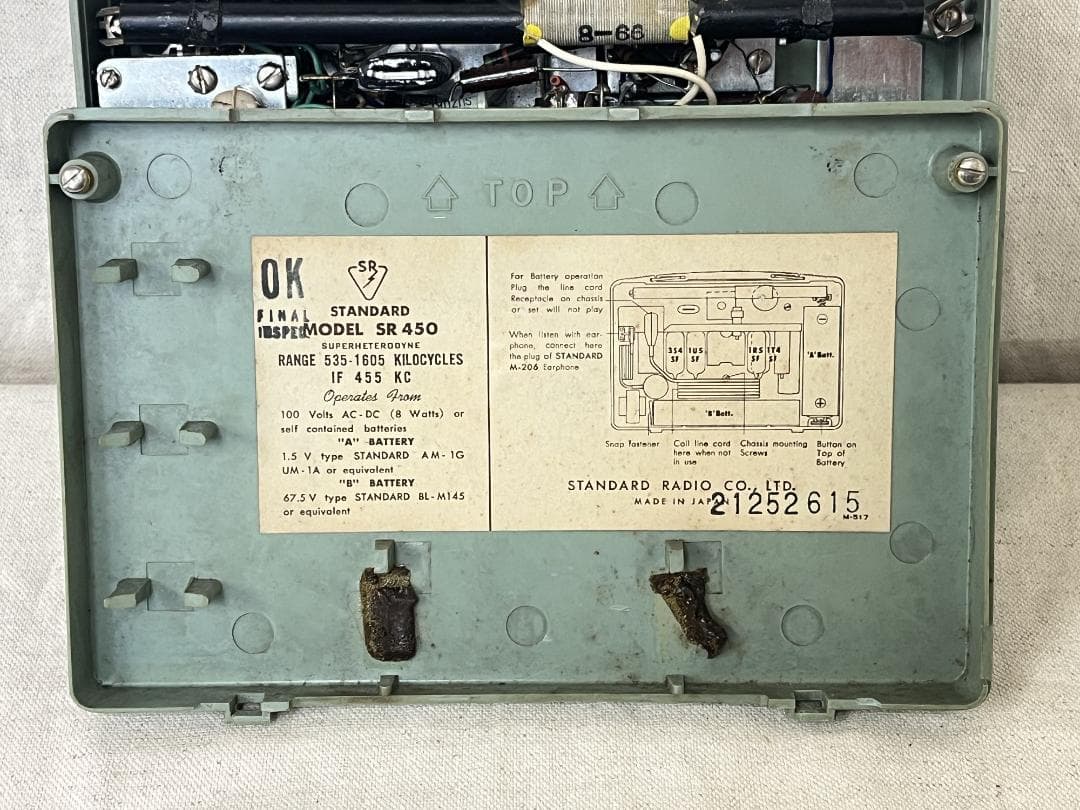 8-66
TOP
OK
FINAL
INSPEC
SR
STANDARD
MODEL SR 450
SUPERHETERODYNE
RANGE 535-1605 KILOCYCLES
IF 455 KC
Operates From
100 Volts AC-DC (8 Watts) or
self contained batteries
"A" BATTERY
1.5 V type STANDARD AM-1G
UM-1A or equivalent
"B" BATTERY
67.5 V type STANDARD BL-M145
or equivalent
For Battery operation
Plug the line cord
Receptacle on chassis
or set will not play
When listen with ear-
phone, connect here
the plug of STANDARD
M-206 Earphone
3S4
SF
1U5
SF
1R5
SF
1T4
SF
'A' Batt.
'B' Batt.
Snap Fastener
Coil line cord
here when not
in use
Chassis mounting
Screws
Button on
Top of
Battery
STANDARD RADIO CO., LTD.
MADE IN JAPAN
21252615
M-517